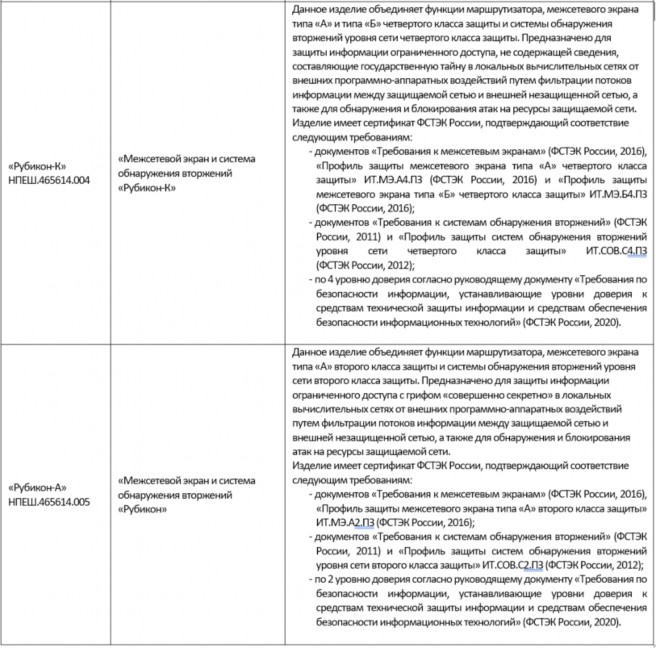 «Рубикон-К»
НПЕШ.465614.004
«Межсетевой экран и система
обнаружения вторжений
«Рубикон-К»
Данное изделие объединяет функции маршрутизатора, межсетевого экрана
типа «А» и типа «Б» четвертого класса защиты и системы обнаружения
вторжений уровня сети четвертого класса защиты. Предназначено для
защиты информации ограниченного доступа, не содержащей сведения,
составляющие государственную тайну в локальных вычислительных сетях от
внешних программно-аппаратных воздействий путем фильтрации потоков
информации между защищаемой сетью и внешней незащищенной сетью, а
также для обнаружения и блокирования атак на ресурсы защищаемой сети.
Изделие имеет сертификат ФСТЭК России, подтверждающий соответствие
следующим требованиям:
- документов «Требования к межсетевым экранам» (ФСТЭК России, 2016),
«Профиль защиты межсетевого экрана типа «А» четвертого класса
защиты» ИТ.МЭ.А4.ПЗ (ФСТЭК России, 2016) и «Профиль защиты
межсетевого экрана типа «Б» четвертого класса защиты» ИТ.МЭ.Б4.ПЗ
(ФСТЭК России, 2016);
- документов «Требования к системам обнаружения вторжений» (ФСТЭК
России, 2011) и «Профиль защиты систем обнаружения вторжений
уровня сети четвертого класса защиты» ИТ.СОВ.С4.ПЗ
(ФСТЭК России, 2012);
- по 4 уровню доверия согласно руководящему документу «Требования по
безопасности информации, устанавливающие уровни доверия к
средствам технической защиты информации и средствам обеспечения
безопасности информационных технологий» (ФСТЭК России, 2020).
«Рубикон-А»
НПЕШ.465614.005
«Межсетевой экран и система
обнаружения вторжений
«Рубикон»
Данное изделие объединяет функции маршрутизатора, межсетевого экрана
типа «А» второго класса защиты и системы обнаружения вторжений уровня
сети второго класса защиты. Предназначено для защиты информации
ограниченного доступа с грифом «совершенно секретно» в локальных
вычислительных сетях от внешних программно-аппаратных воздействий
путем фильтрации потоков информации между защищаемой сетью и
внешней незащищенной сетью, а также для обнаружения и блокирования
атак на ресурсы защищаемой сети.
Изделие имеет сертификат ФСТЭК России, подтверждающий соответствие
следующим требованиям:
- документов «Требования к межсетевым экранам» (ФСТЭК России, 2016),
«Профиль защиты межсетевого экрана типа «А» второго класса защиты»
ИТ.МЭ.А2.ПЗ (ФСТЭК России, 2016);
- документов «Требования к системам обнаружения вторжений» (ФСТЭК
России, 2011) и «Профиль защиты систем обнаружения вторжений
уровня сети второго класса защиты» ИТ.СОВ.С2.ПЗ (ФСТЭК России, 2012);
- по 2 уровню доверия согласно руководящему документу «Требования по
безопасности информации, устанавливающие уровни доверия к
средствам технической защиты информации и средствам обеспечения
безопасности информационных технологий» (ФСТЭК России, 2020).